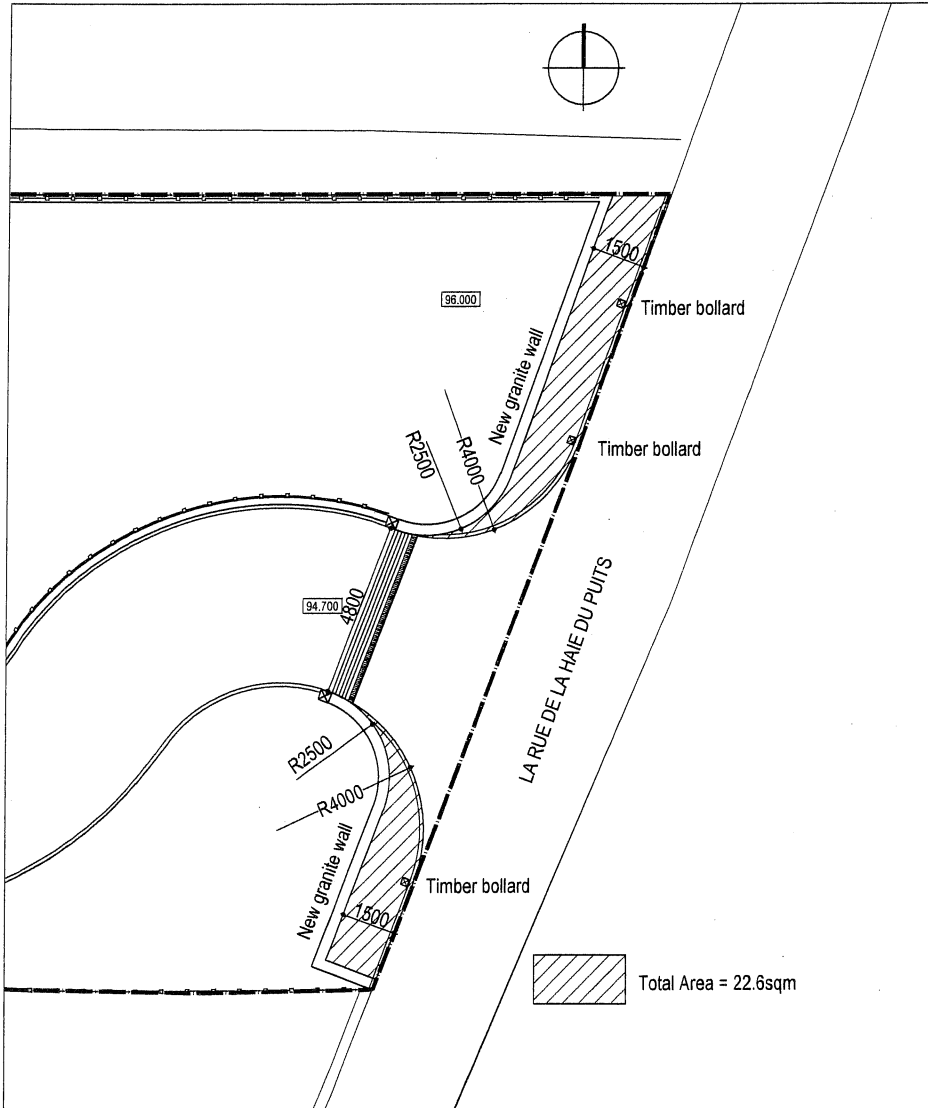 1500
96.000
Timber bollard
New granite wall
R2500
R4000
Timber bollard
94.700
4800
LA RUE DE LA HAIE DU PUITS
R2500
R4000
New granite wall
Timber bollard
1500
Total Area = 22.6sqm